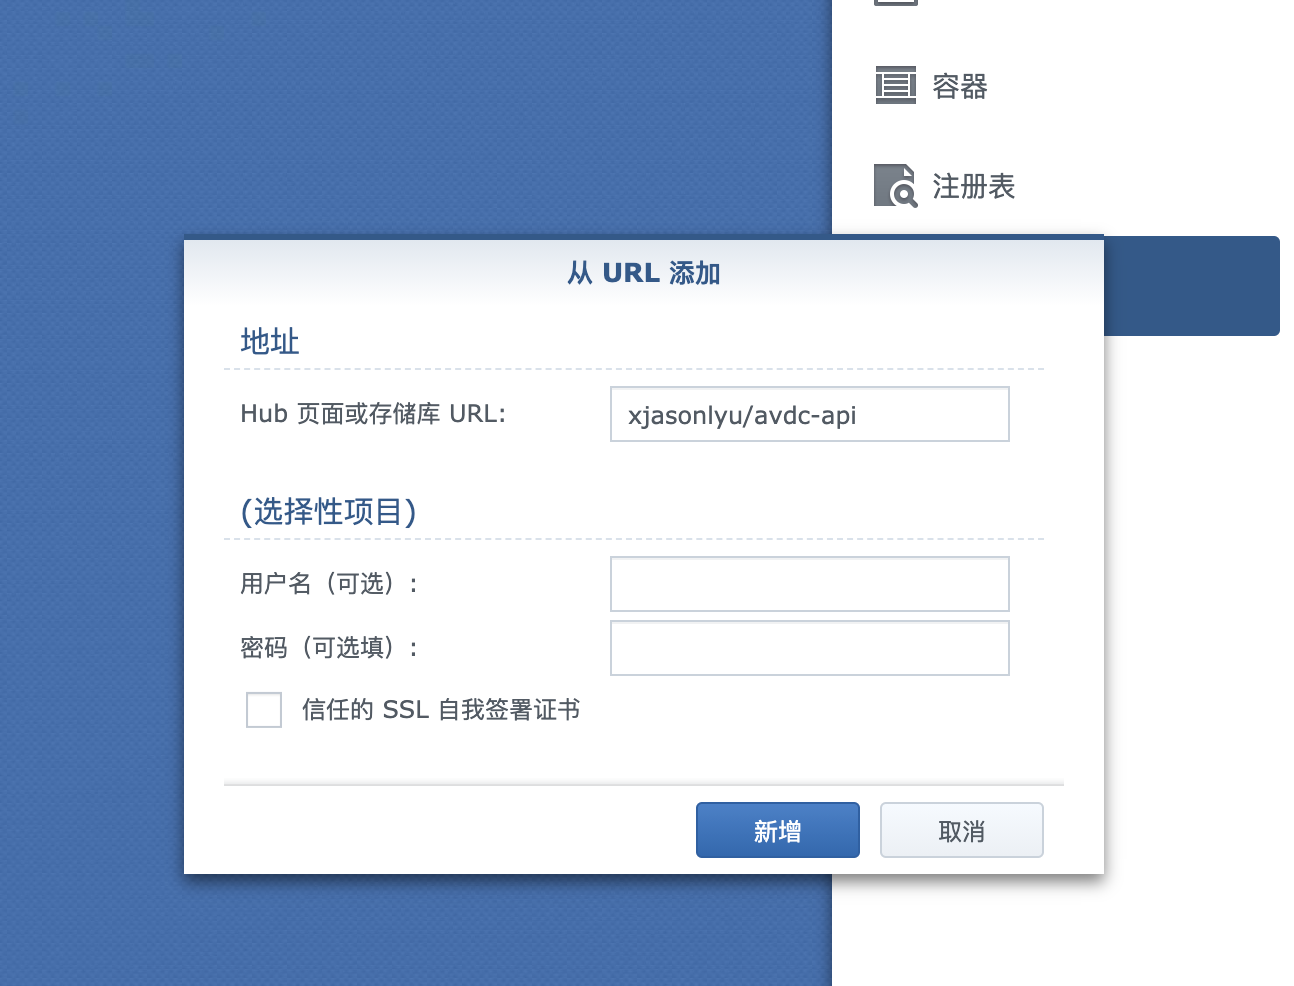 容器
注册表
从 URL 添加
地址
Hub 页面或存储库 URL:
xjasonlyu/avdc-api
(选择性项目)
用户名（可选）:
密码（可选填）:
信任的 SSL 自我签署证书
新增
取消